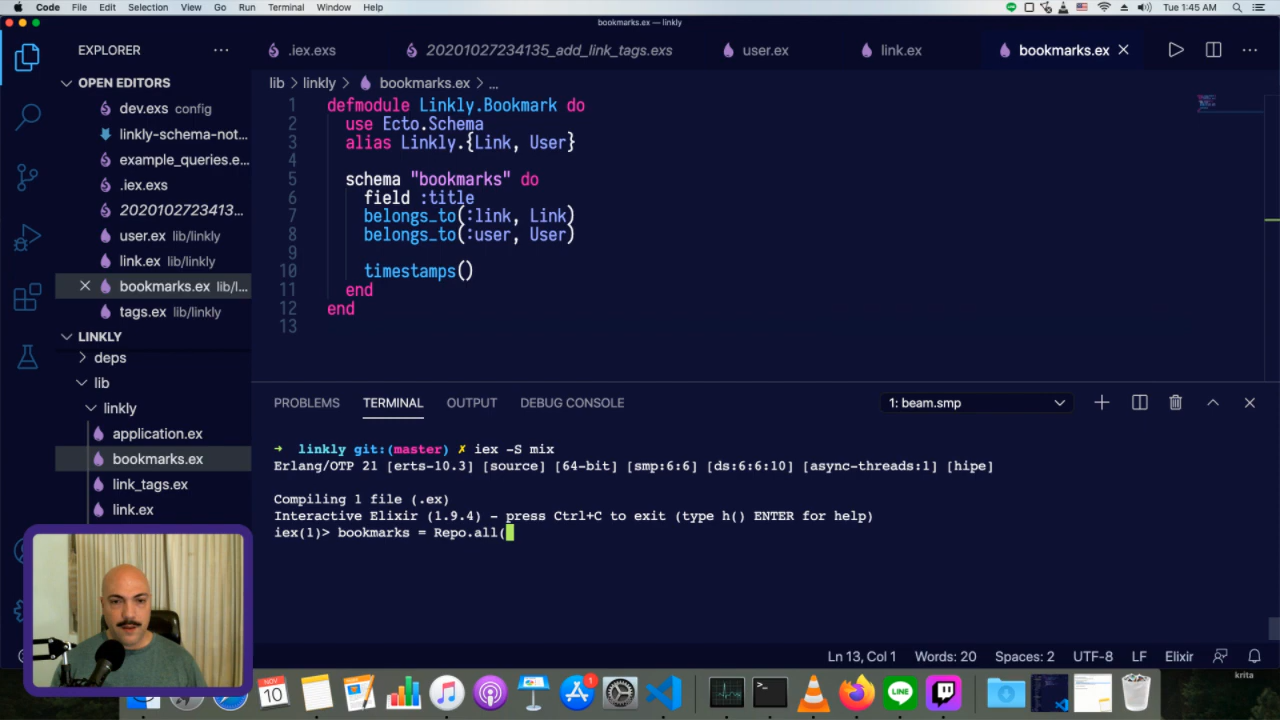 Code File Edit Selection View Go Run Terminal Window Help Tue 1:45 AM
bookmarks.ex — linkly
EXPLORER
.iex.exs 20201027234135_add_link_tags.exs user.ex link.ex bookmarks.ex
OPEN EDITORS
dev.exs config
linkly-schema-not...
example_queries.e...
.iex.exs
2020102723413...
user.ex lib/linkly
link.ex lib/linkly
bookmarks.ex lib/l...
tags.ex lib/linkly
LINKLY
deps
lib
linkly
application.ex
bookmarks.ex
link_tags.ex
link.ex
lib > linkly > bookmarks.ex > ...
1 defmodule Linkly.Bookmark do
2 use Ecto.Schema
3 alias Linkly.{Link, User}
4
5 schema "bookmarks" do
6 field :title
7 belongs_to(:link, Link)
8 belongs_to(:user, User)
9
10 timestamps()
11 end
12 end
13
PROBLEMS TERMINAL OUTPUT DEBUG CONSOLE 1: beam.smp
→ linkly git:(master) ✗ iex -S mix
Erlang/OTP 21 [erts-10.3] [source] [64-bit] [smp:6:6] [ds:6:6:10] [async-threads:1] [hipe]
Compiling 1 file (.ex)
Interactive Elixir (1.9.4) - press Ctrl+C to exit (type h() ENTER for help)
iex(1)> bookmarks = Repo.all(
Ln 13, Col 1 Words: 20 Spaces: 2 UTF-8 LF Elixir
NOV
10
1
LINE
krita